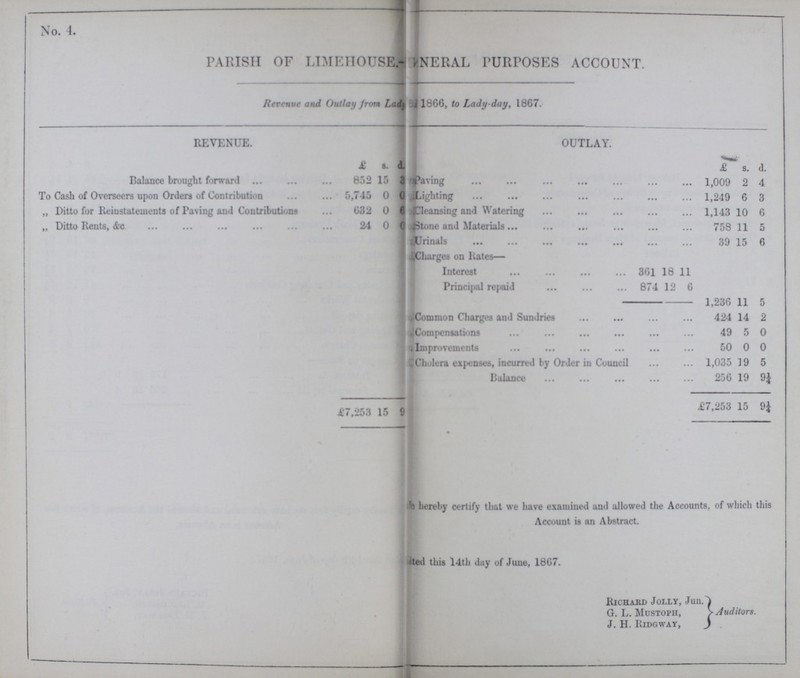 No. 4.
PARISH OF LIMEHOUSE.— NERAL PURPOSES ACCOUNT.
Revenue and Outlay from Lady 1866, to Lady-day, 1867.
REVENUE.
£ s. d.
Balance brought forward ... ... ... 852 15 3
To Cash of Overseers upon Orders of Contribution ... ... 5,745 0 0
„ Ditto for Reinstatements of Paving and Contributions ... 632 0 6
„ Ditto Rents, &c. ... ... ... ... ... ... 24 0 0
£7,253 15 9
OUTLAY.
£ s. d.
Paving ... ... ... ... ... ... ... 1,009 2 4
Lighting ... ... ... ... ... ... ... 1,249 6 3
Cleansing and Watering ... ... ... ... ... 1,143 10 6
Stone and Materials ... ... ... ... ... ... 758 11 5
Urinals ... ... ... ... ... ... ... 39 15 6
Charges on Rates—
Interest ... ... ... ... 361 18 11
Principal repaid ... ... ... 874 12 6
1,236 11 5
Common Charges and Sundries ... ... ... ... 424 14 2
Compensations ... ... ... ... ... ... 49 5 0
Improvements ... ... ... ... ... ... 50 0 0
Cholera expenses, incurred by Order in Council ... ... 1,035 19 5
Balance ... ... ... ... ... 256 19 9¼
£7,253 15 9¼
hereby certify that we have examined and allowed the Accounts, of which this
Account is an Abstract.
ited this 14th day of June, 1867.
RICHARD JOLLY, Jun.
G. L. MUSTOPH,
J. H. RIDGWAY,
} Auditors.